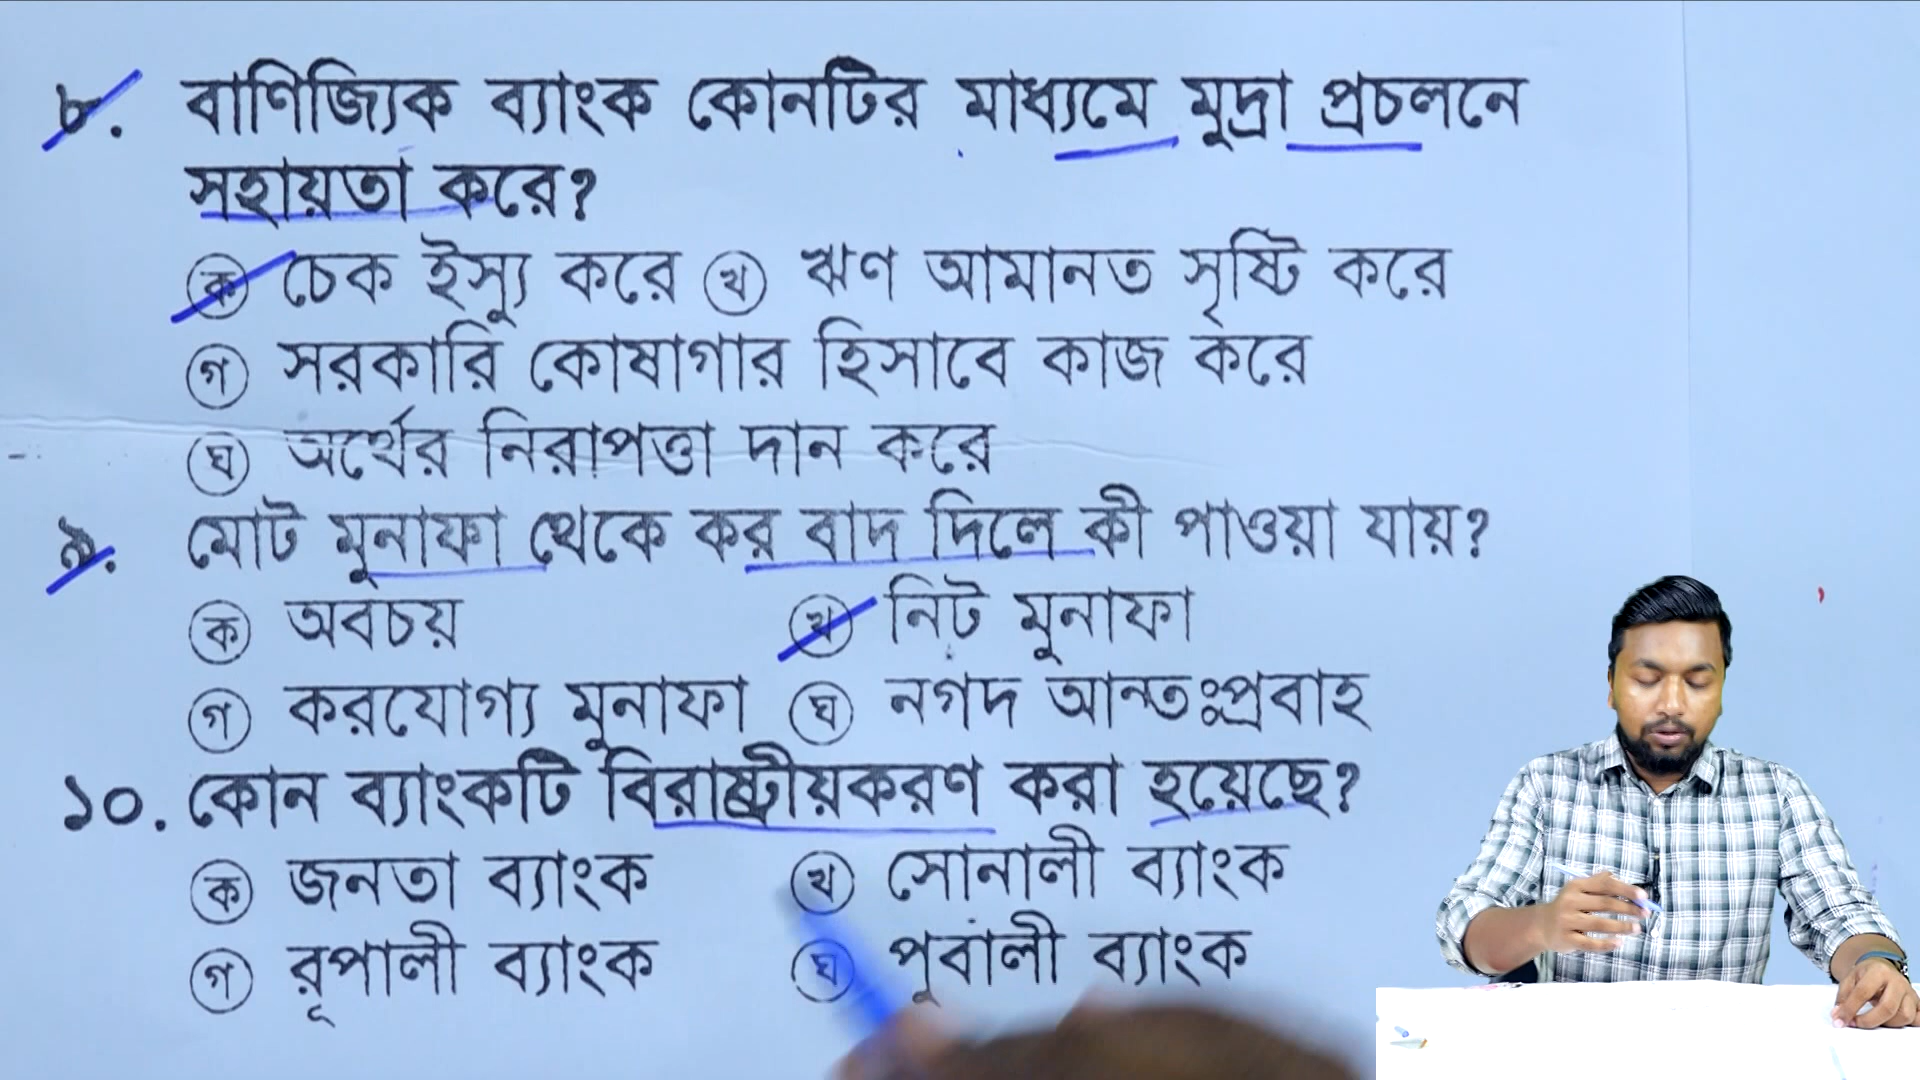 ৮. বাণিজ্যিক ব্যাংক কোনটির মাধ্যমে মুদ্রা প্রচলনে
সহায়তা করে?
ক চেক ইস্যু করে খ ঋণ আমানত সৃষ্টি করে
গ সরকারি কোষাগার হিসাবে কাজ করে
ঘ অর্থের নিরাপত্তা দান করে
৯. মোট মুনাফা থেকে কর বাদ দিলে কী পাওয়া যায়?
ক অবচয় খ নিট মুনাফা
গ করযোগ্য মুনাফা ঘ নগদ আন্তঃপ্রবাহ
১০. কোন ব্যাংকটি বিরাষ্ট্রীয়করণ করা হয়েছে?
ক জনতা ব্যাংক খ সোনালী ব্যাংক
গ রূপালী ব্যাংক ঘ পুবালী ব্যাংক